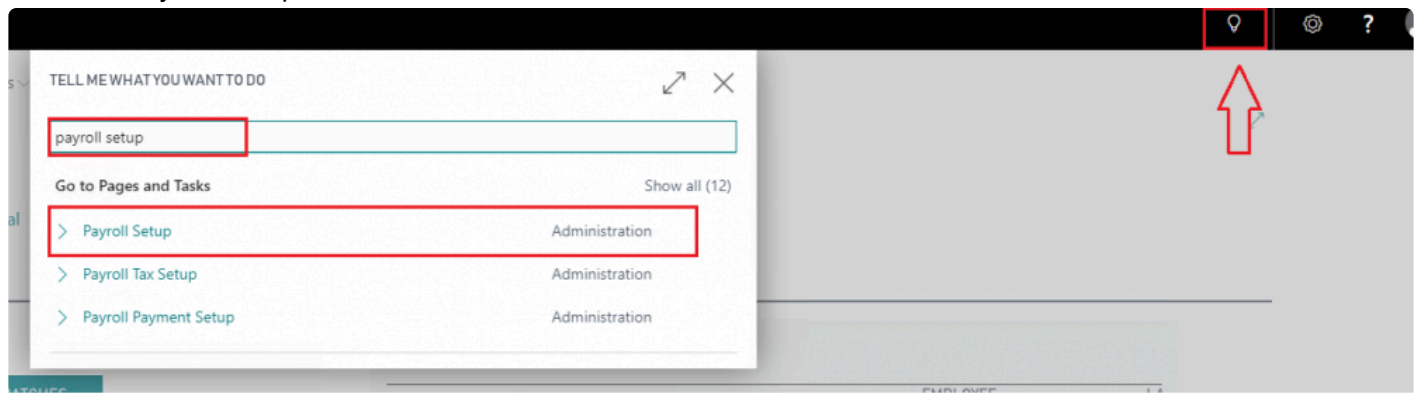 ?
TELL ME WHAT YOU WANT TO DO
payroll setup
Go to Pages and Tasks Show all (12)
al
> Payroll Setup Administration
> Payroll Tax Setup Administration
> Payroll Payment Setup Administration
EMPLOYEE